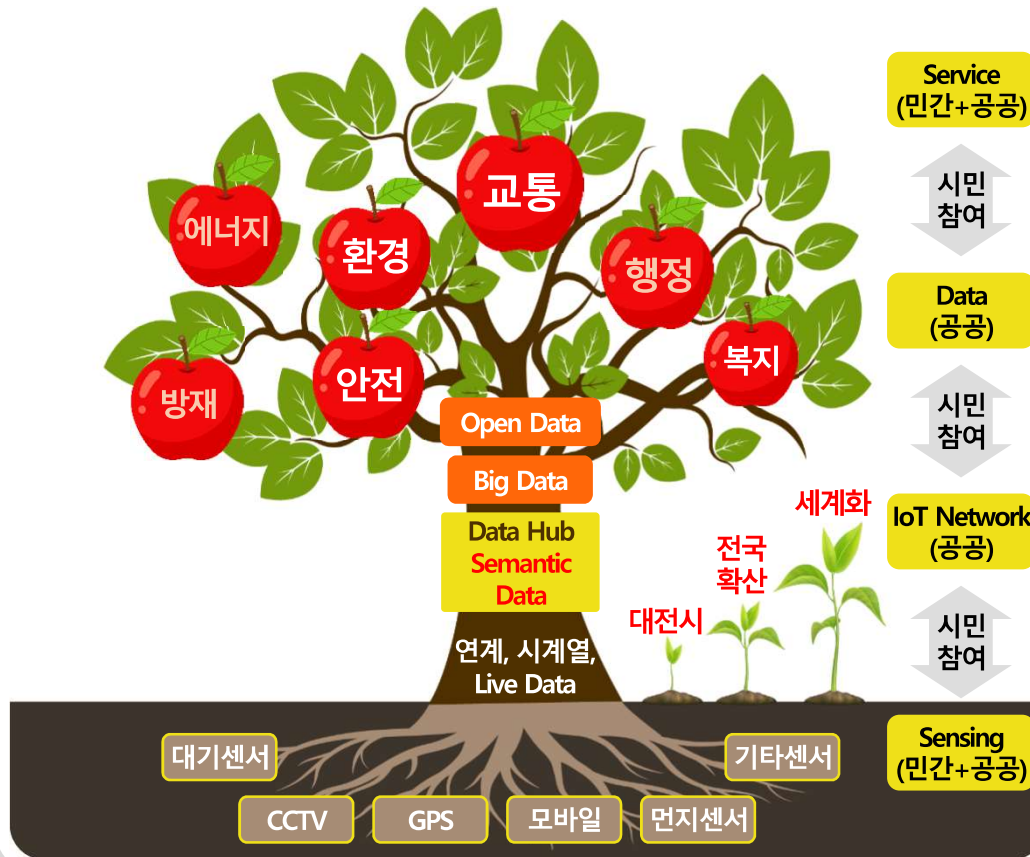 교통
에너지
환경
행정
방재
안전
복지
Open Data
Big Data
Data Hub
Semantic
Data
연계, 시계열,
Live Data
대전시
전국
확산
세계화
대기센서
기타센서
CCTV
GPS
모바일
먼지센서
Service
(민간+공공)
시민
참여
Data
(공공)
시민
참여
IoT Network
(공공)
시민
참여
Sensing
(민간+공공)